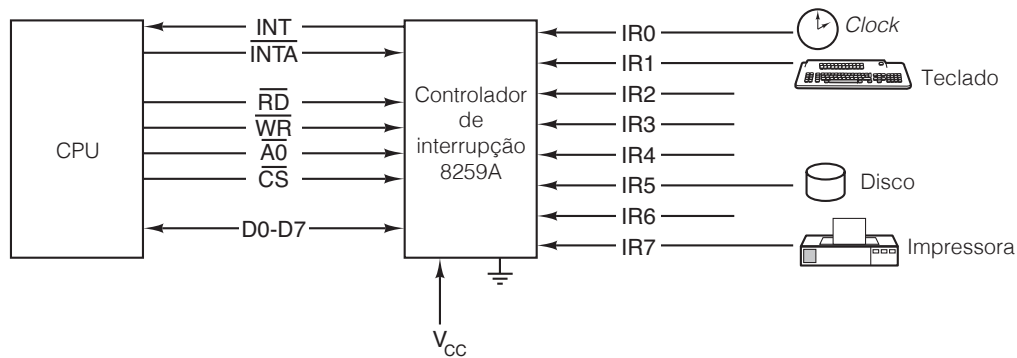 CPU
INT
INTA
RD
WR
A0
CS
D0-D7
Controlador
de
interrupção
8259A
VCC
IR0
IR1
IR2
IR3
IR4
IR5
IR6
IR7
Clock
Teclado
Disco
Impressora